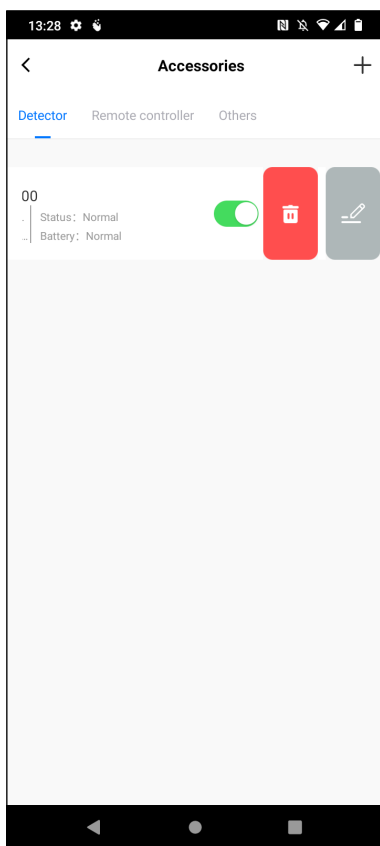 13:28
Accessories
Detector Remote controller Others
00
. Status: Normal
.. Battery: Normal